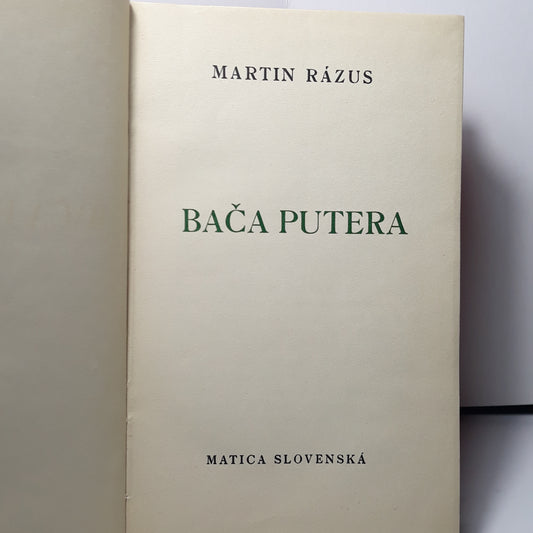 MARTIN RÁZUS
BAČA PUTERA
MATICA SLOVENSKÁ